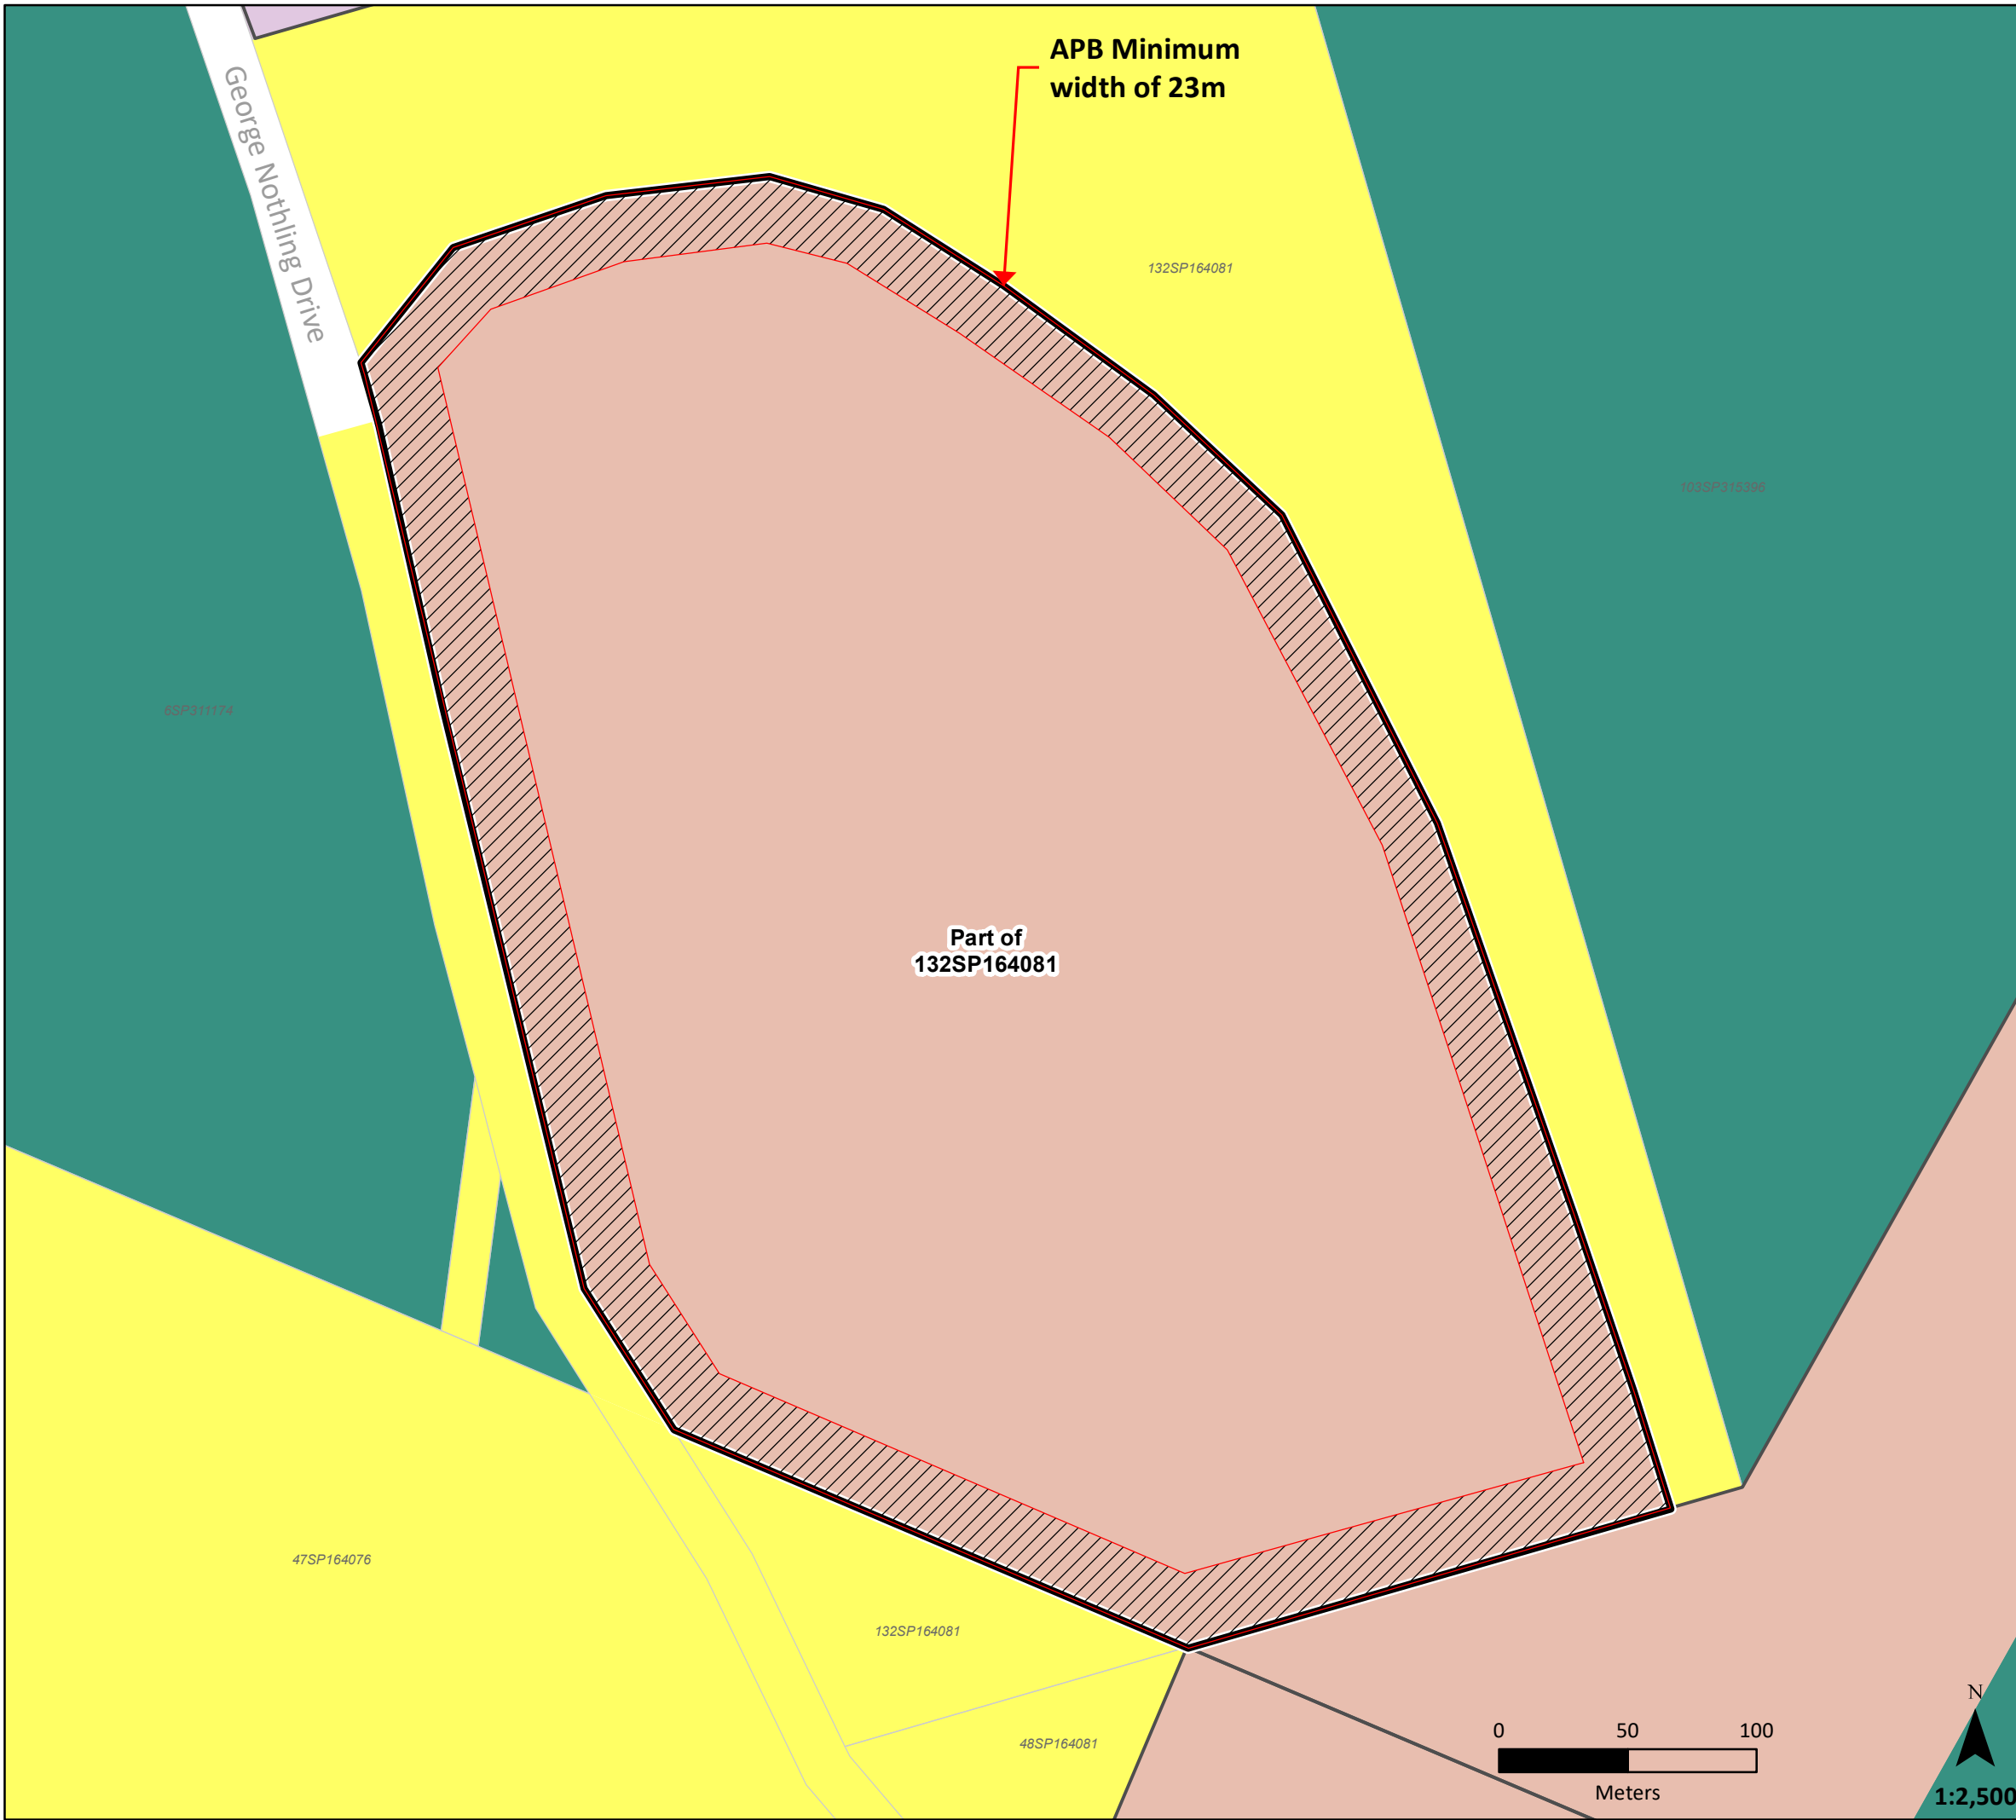 APB Minimum
width of 23m
George Nothling Drive
132SP164081
103SP315396
6SP311174
Part of
132SP164081
47SP164076
132SP164081
48SP164081
N
0 50 100
Meters
1:2,500